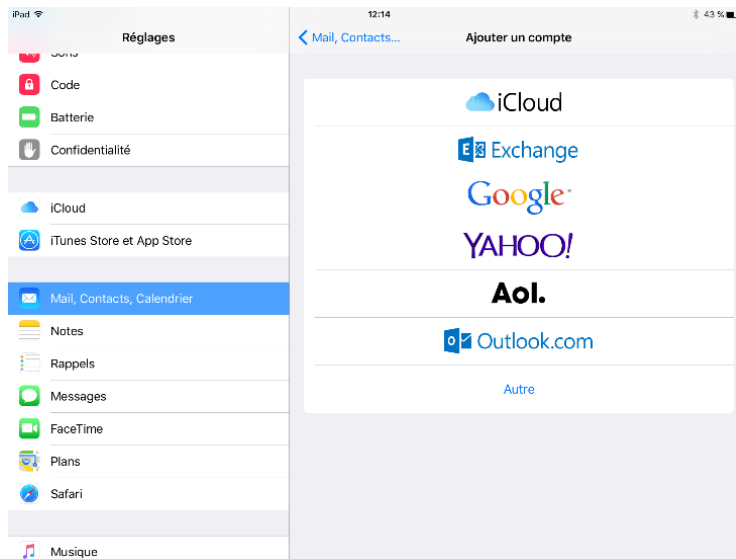 iPad 12:14 43 %
Réglages
Mail, Contacts... Ajouter un compte
Sons
Code
Batterie
Confidentialité
iCloud
iTunes Store et App Store
Mail, Contacts, Calendrier
Notes
Rappels
Messages
FaceTime
Plans
Safari
Musique
iCloud
E Exchange
Google
YAHOO!
Aol.
o Outlook.com
Autre